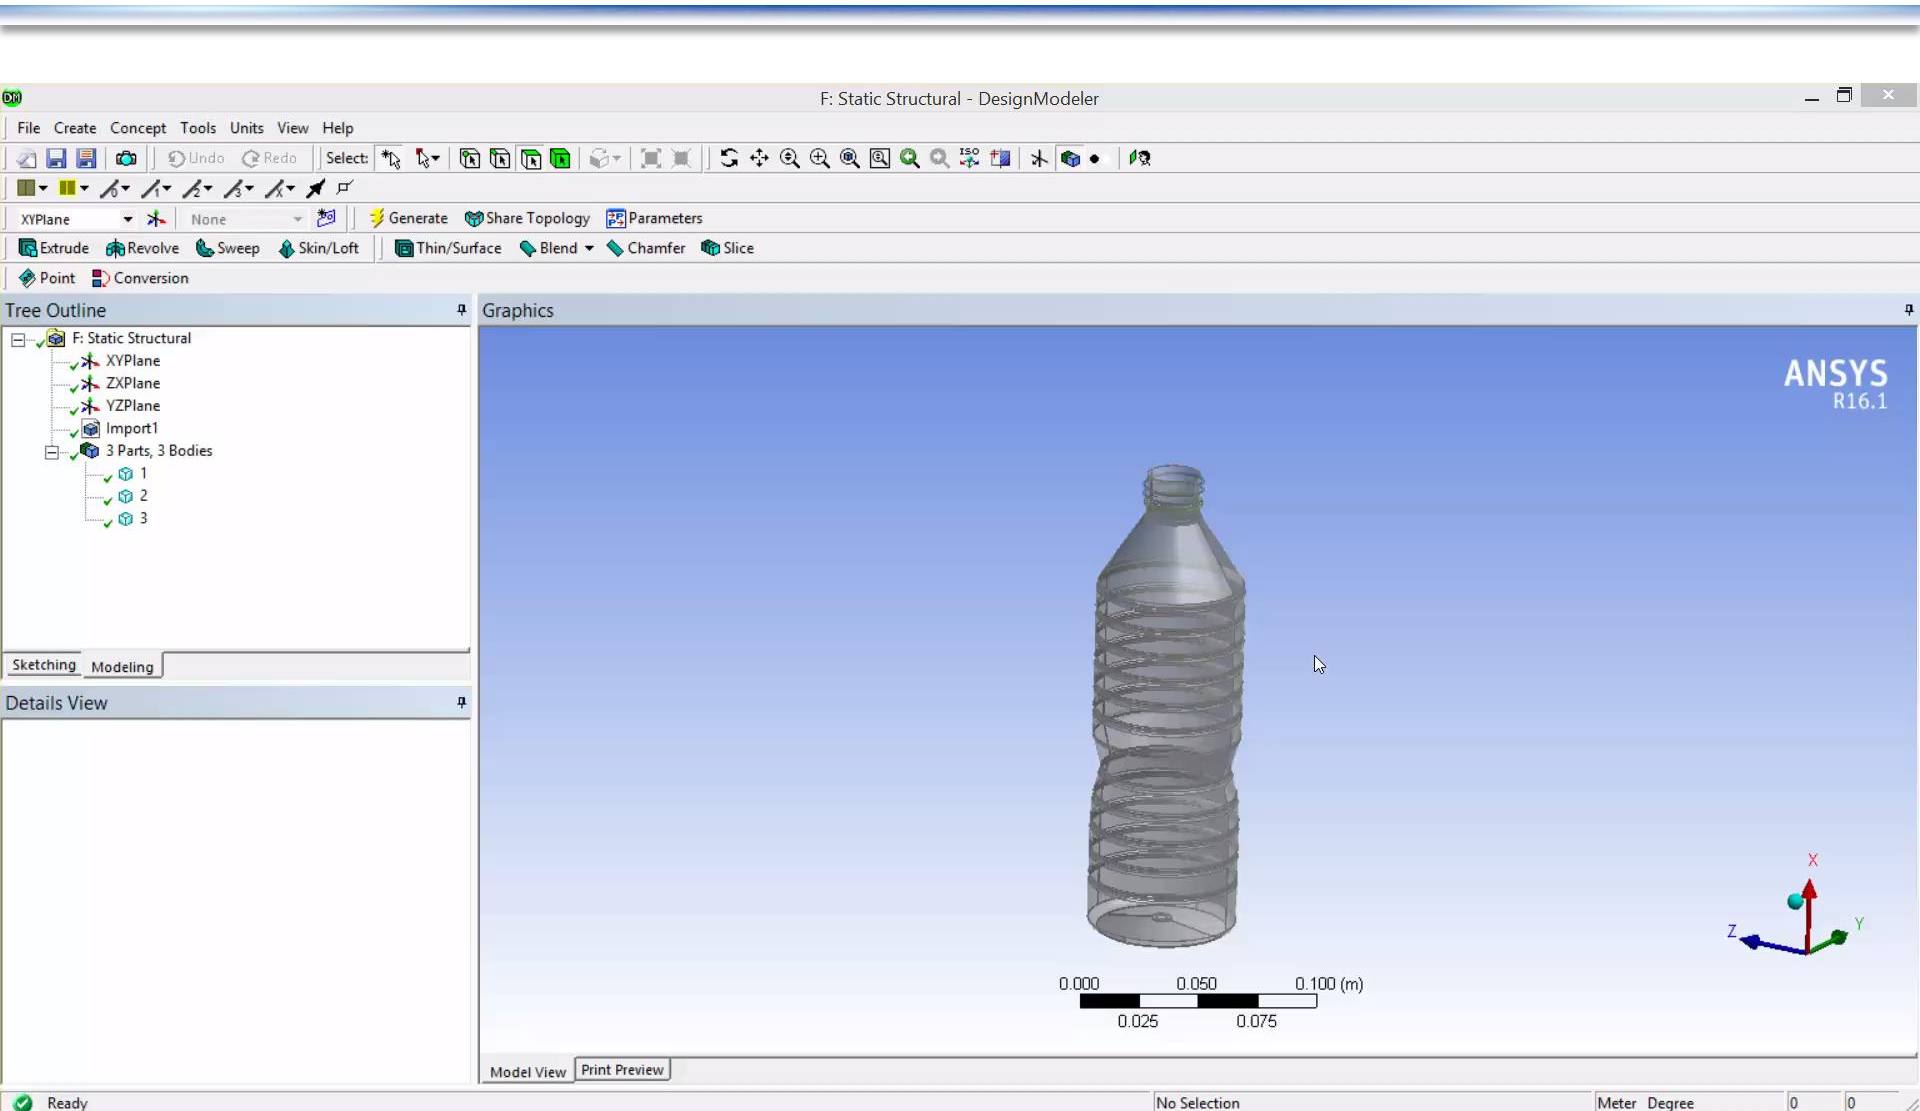 F: Static Structural - DesignModeler
File Create Concept Tools Units View Help
Undo Redo Select: ISO
XYPlane None Generate Share Topology Parameters
Extrude Revolve Sweep Skin/Loft Thin/Surface Blend Chamfer Slice
Point Conversion
Tree Outline
F: Static Structural
XYPlane
ZXPlane
YZPlane
Import1
3 Parts, 3 Bodies
1
2
3
Sketching Modeling
Details View
Graphics
ANSYS
R16.1
X
Y
Z
0.000 0.050 0.100 (m)
0.025 0.075
Model View Print Preview
Ready No Selection Meter Degree 0 0